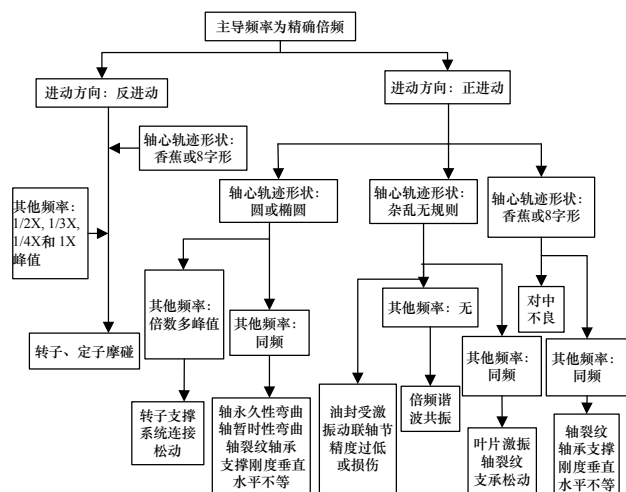 主导频率为精确倍频
进动方向：反进动
进动方向：正进动
轴心轨迹形状：
香蕉或8字形
其他频率：
1/2X, 1/3X,
1/4X和 1X
峰值
转子、定子摩碰
轴心轨迹形状：
圆或椭圆
轴心轨迹形状：
杂乱无规则
轴心轨迹形状：
香蕉或8字形
其他频率：
倍数多峰值
其他频率：
同频
其他频率：无
对中
不良
其他频率：
同频
其他频率：
同频
转子支撑
系统连接
松动
轴永久性弯曲
轴暂时性弯曲
轴裂纹轴承
支撑刚度垂直
水平不等
油封受激
振动联轴节
精度过低
或损伤
倍频谐
波共振
叶片激振
轴裂纹
支承松动
轴裂纹
轴承支撑
刚度垂直
水平不等